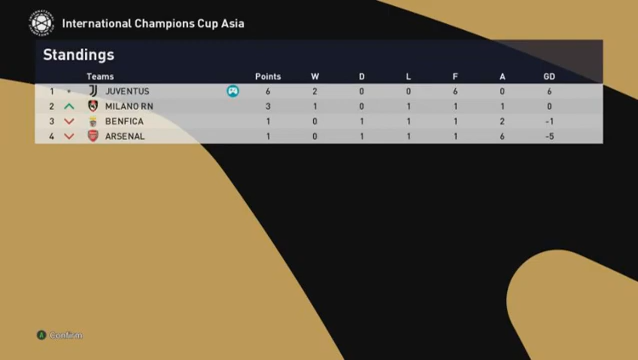 International Champions Cup Asia
Standings
Teams Points W D L F A GD
1 JUVENTUS 6 2 0 0 6 0 6
2 MILANO RN 3 1 0 1 1 1 0
3 BENFICA 1 0 1 1 1 2 -1
4 ARSENAL 1 0 1 1 1 6 -5
A Confirm